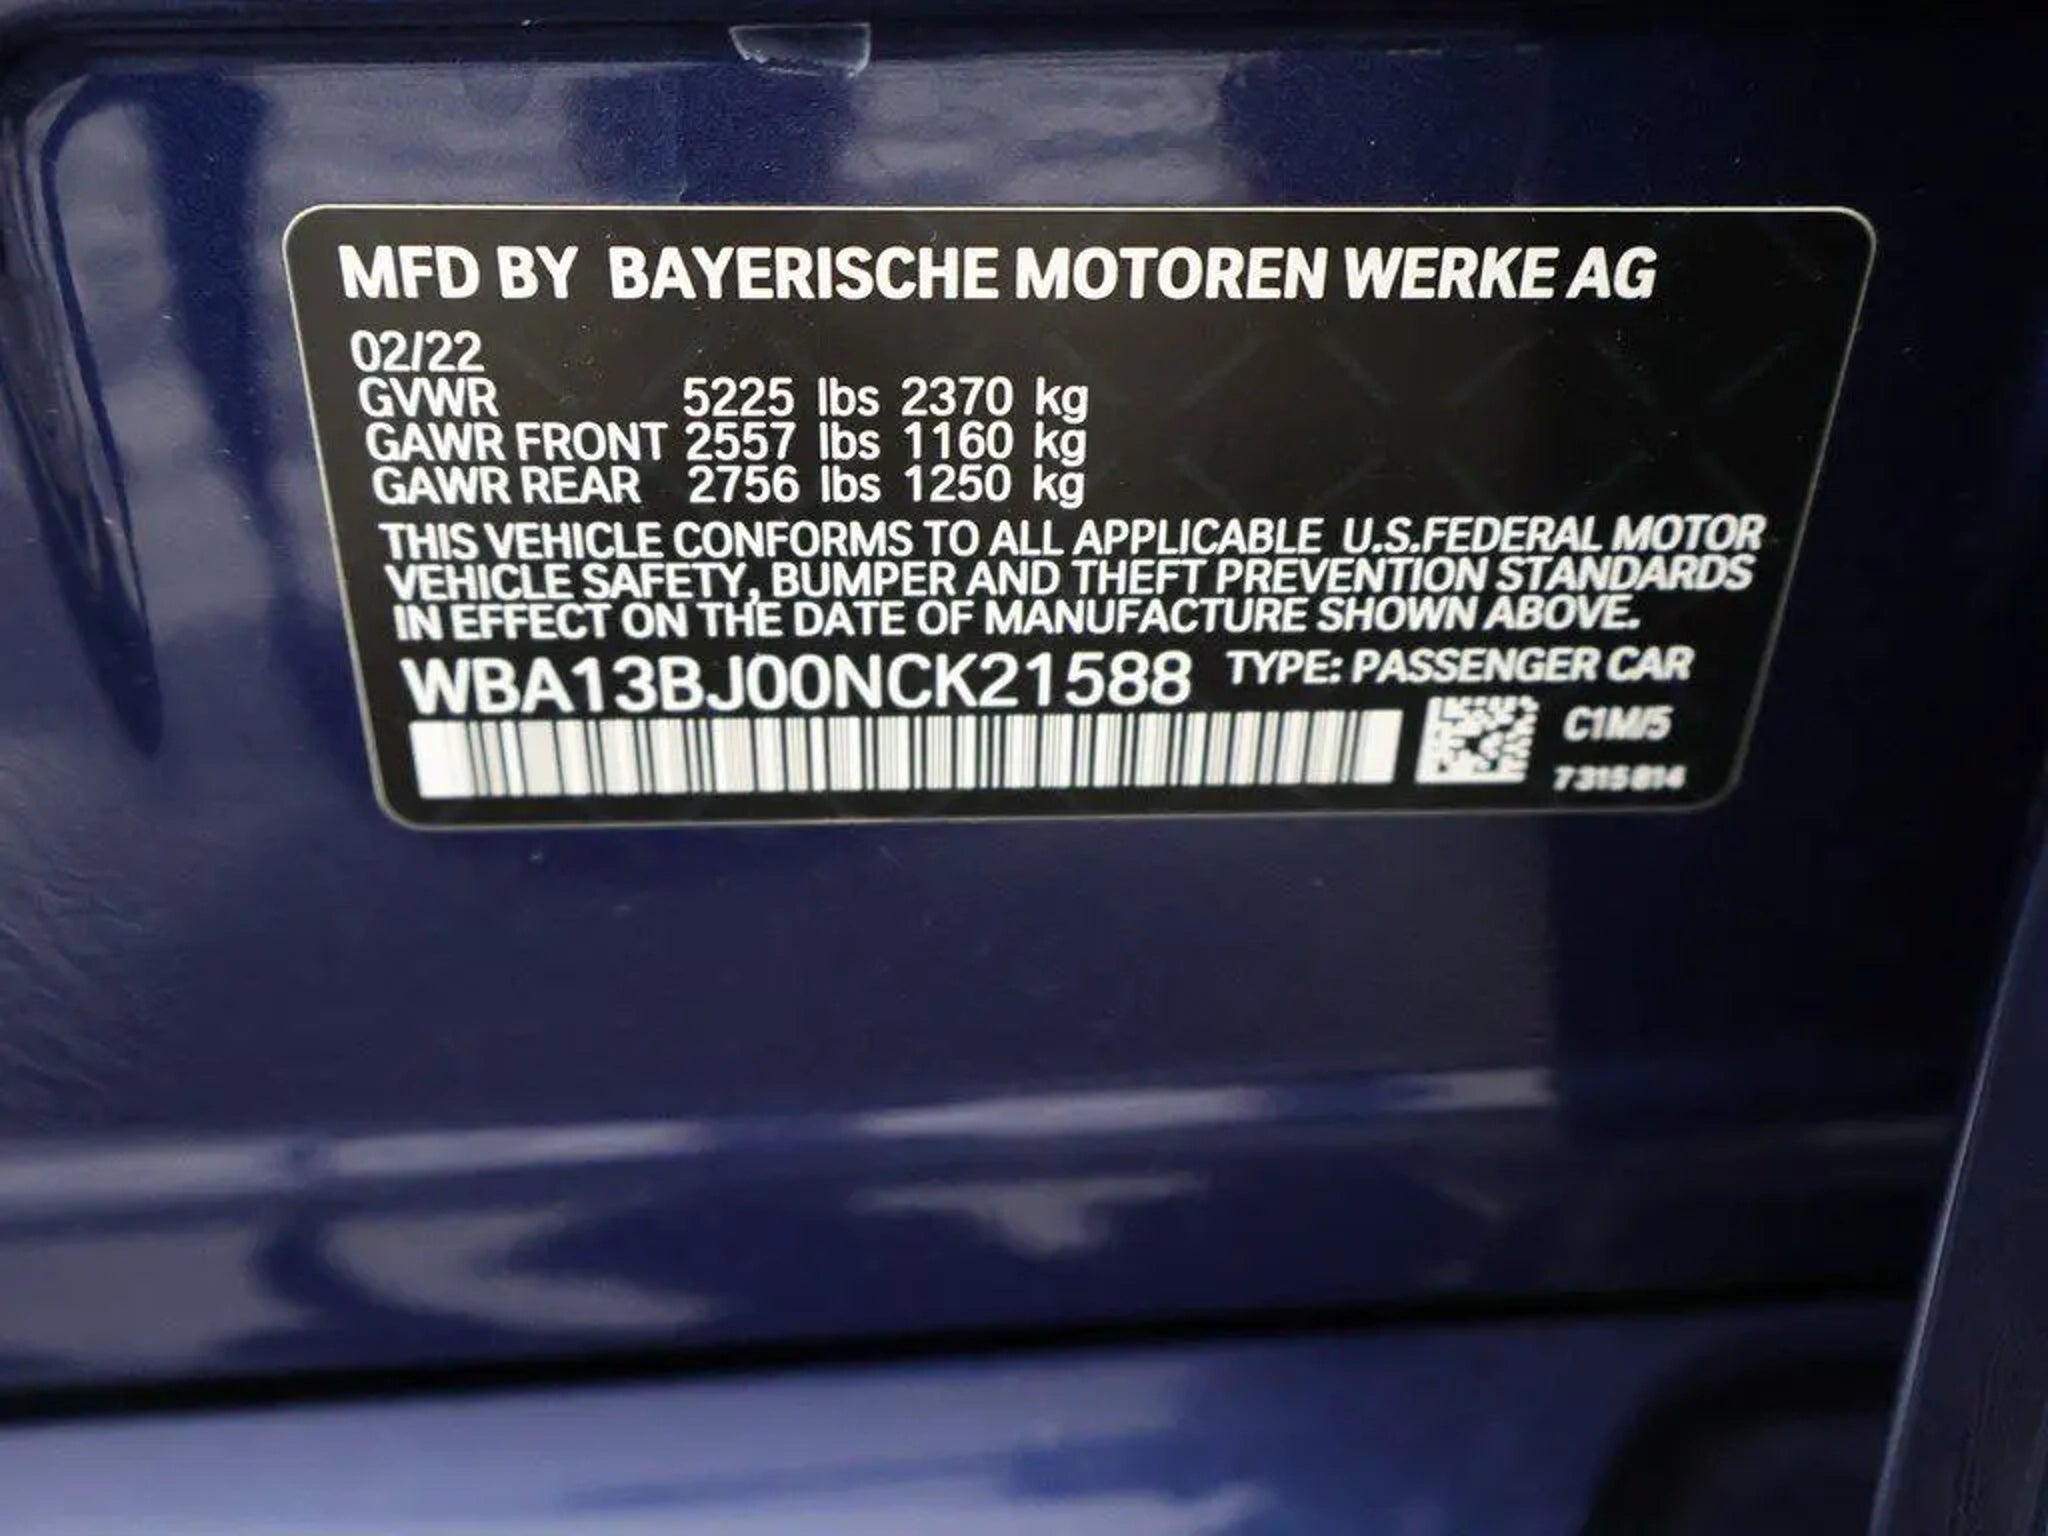 MFD BY BAYERISCHE MOTOREN WERKE AG
02/22
GVWR 5225 lbs 2370 kg
GAWR FRONT 2557 lbs 1160 kg
GAWR REAR 2756 lbs 1250 kg
THIS VEHICLE CONFORMS TO ALL APPLICABLE U.S.FEDERAL MOTOR
VEHICLE SAFETY, BUMPER AND THEFT PREVENTION STANDARDS
IN EFFECT ON THE DATE OF MANUFACTURE SHOWN ABOVE.
WBA13BJ00NCK21588 TYPE: PASSENGER CAR
C1M/5
7315814